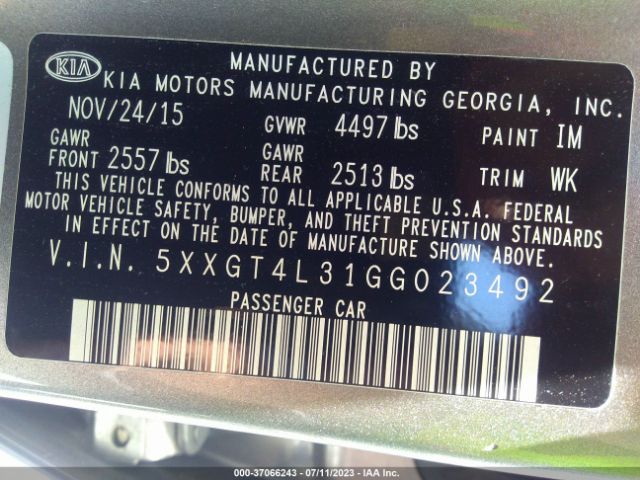 MANUFACTURED BY
KIA KIA MOTORS MANUFACTURING GEORGIA, INC.
NOV/24/15 GVWR 4497 lbs PAINT IM
GAWR FRONT 2557 lbs GAWR REAR 2513 lbs TRIM WK
THIS VEHICLE CONFORMS TO ALL APPLICABLE U.S.A. FEDERAL
MOTOR VEHICLE SAFETY, BUMPER, AND THEFT PREVENTION STANDARDS
IN EFFECT ON THE DATE OF MANUFACTURE SHOWN ABOVE.
V.I.N. 5XXGT4L31GG023492
PASSENGER CAR
000-37066243 / 07/11/2023 - IAA Inc.